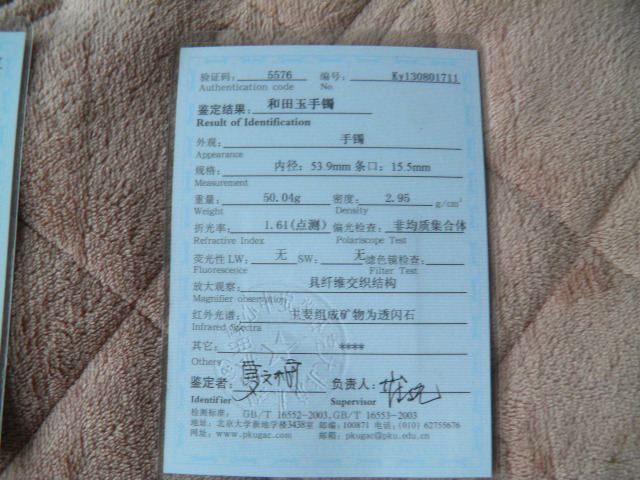 验证码: 5576 编号: Ky130801711
Authentication code No.
鉴定结果: 和田玉手镯
Result of Identification
外观: 手镯
Appearance
规格: 内径: 53.9mm 条口: 15.5mm
Measurement
重量: 50.04g 密度: 2.95 g/cm³
Weight Density
折光率: 1.61(点测) 偏光检查: 非均质集合体
Refractive Index Polariscope Test
荧光性 LW: 无 SW: 无 滤色镜检查:
Fluorescence Filter Test
放大观察: 具纤维交织结构
Magnifier observation
红外光谱: 主要组成矿物为透闪石
Infrared Spectra
其它: ****
Others
鉴定者: 负责人:
Identifier Supervisor
检测标准: GB/T 16552-2003,GB/T 16553-2003
地址: 北京大学新地学楼3438室 邮编: 100871 电话: (010) 62755676
网址: www.pkugac.com 邮箱: pkugac@pku.edu.cn